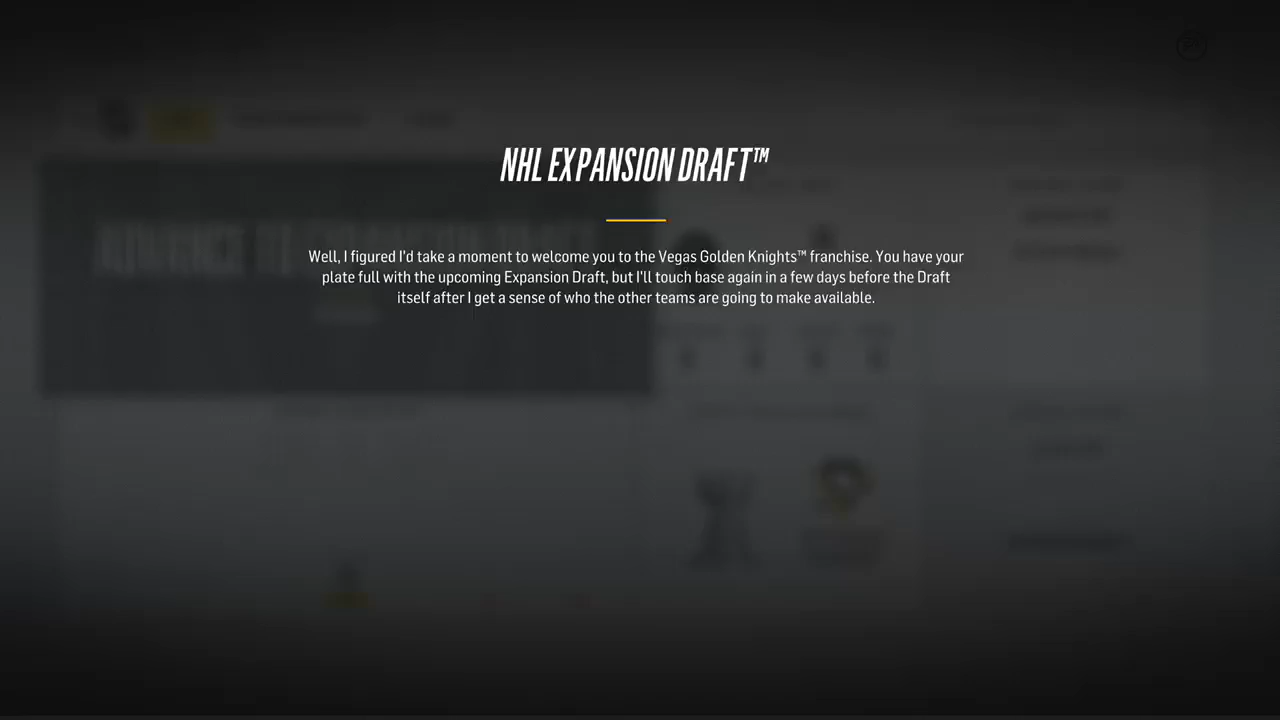 NHL EXPANSION DRAFT™
Well, I figured I'd take a moment to welcome you to the Vegas Golden Knights™ franchise. You have your
plate full with the upcoming Expansion Draft, but I'll touch base again in a few days before the Draft
itself after I get a sense of who the other teams are going to make available.